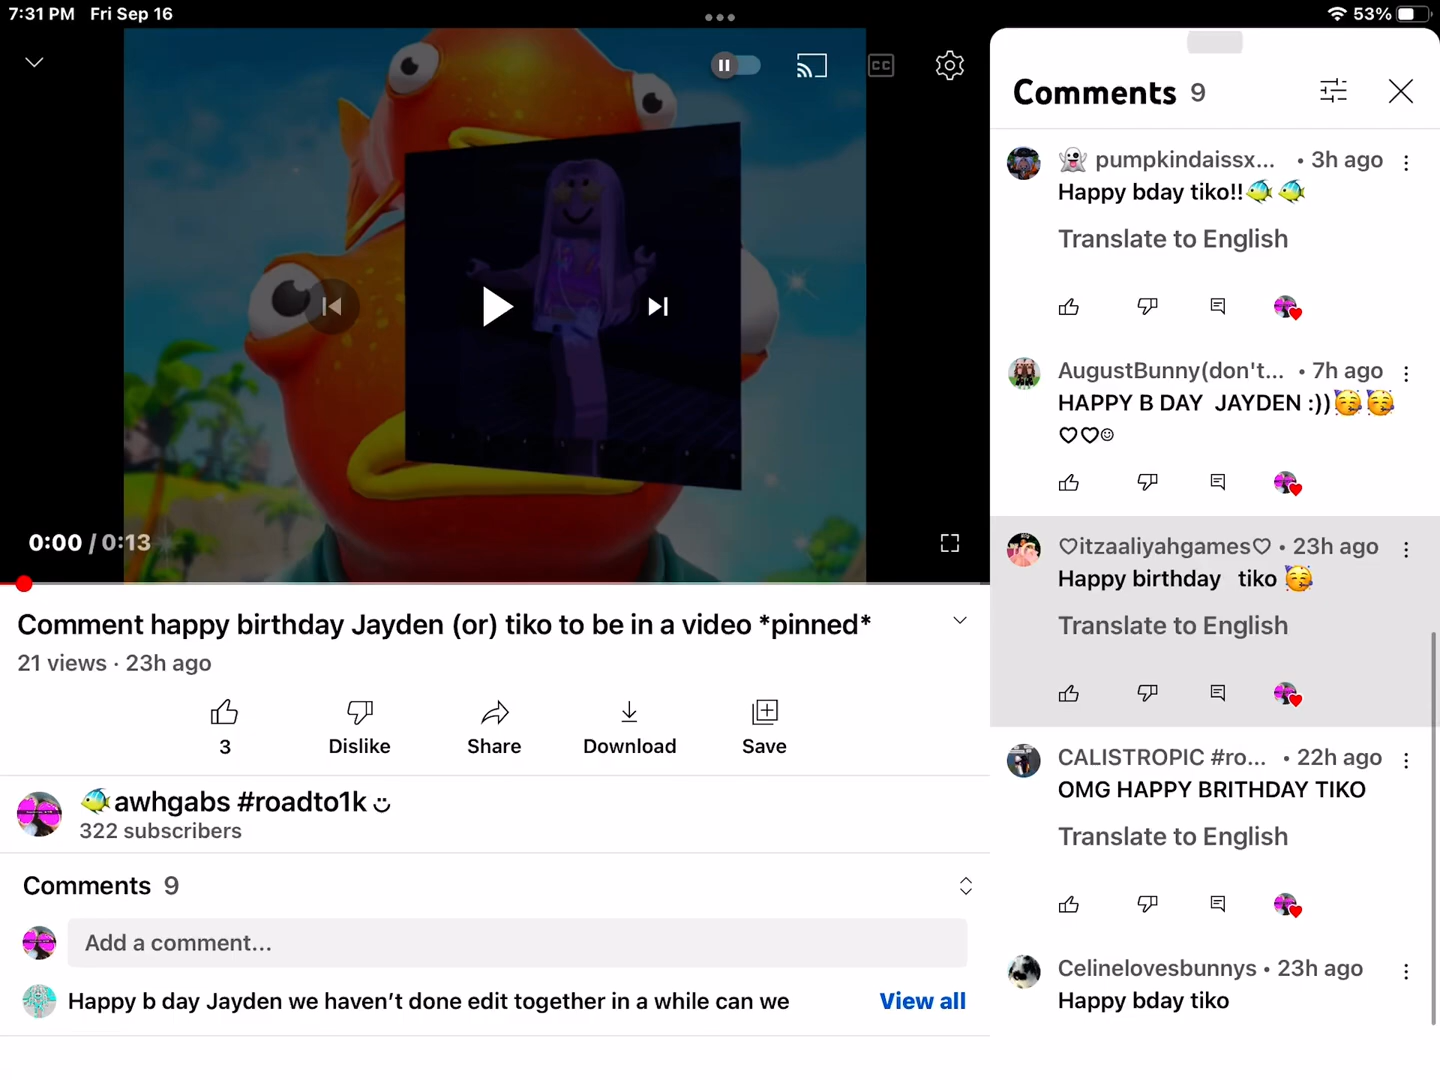 7:31 PM Fri Sep 16
53%
CC
0:00 / 0:13
Comment happy birthday Jayden (or) tiko to be in a video *pinned*
21 views · 23h ago
3
Dislike
Share
Download
Save
🐠awhgabs #roadto1k ت
322 subscribers
Comments 9
Add a comment...
Happy b day Jayden we haven’t done edit together in a while can we
View all
Comments 9
👻 pumpkindaissx... • 3h ago
Happy bday tiko!!🐠 🐠
Translate to English
AugustBunny(don't... • 7h ago
HAPPY B DAY JAYDEN :))🥳 🥳
♡♡☺
♡itzaaliyahgames♡ • 23h ago
Happy birthday tiko 🥳
Translate to English
CALISTROPIC #ro... • 22h ago
OMG HAPPY BRITHDAY TIKO
Translate to English
Celinelovesbunnys • 23h ago
Happy bday tiko